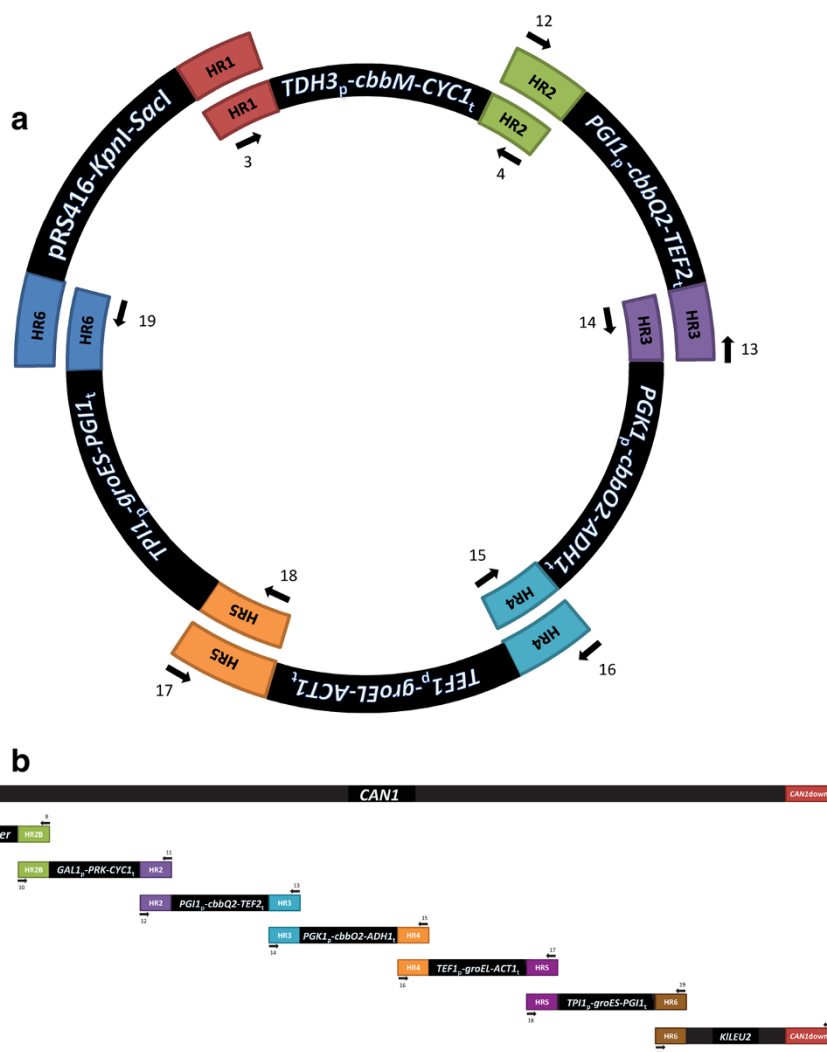 a
12
HR1
HR1
TDH3p-cbbM-CYC1t
HR2
HR2
3
4
pRS416-KpnI-SacI
PGI1p-cbbQ2-TEF2t
HR6
HR6
19
14
HR3
HR3
13
TPI1p-groES-PGI1t
PGK1p-cbbO2-ADH1t
15
18
HR4
HR4
HR5
HR5
16
17
TEF1p-groEL-ACT1t
b
CAN1
CAN1down
8
er HR2B
11
HR2B GAL1p-PRK-CYC1t HR2
10
13
HR2 PGI1p-cbbQ2-TEF2t HR3
12
15
HR3 PGK1p-cbbO2-ADH1t HR4
14
17
HR4 TEF1p-groEL-ACT1t HR5
16
19
HR5 TPI1p-groES-PGI1t HR6
18
HR6 KlLEU2 CAN1down